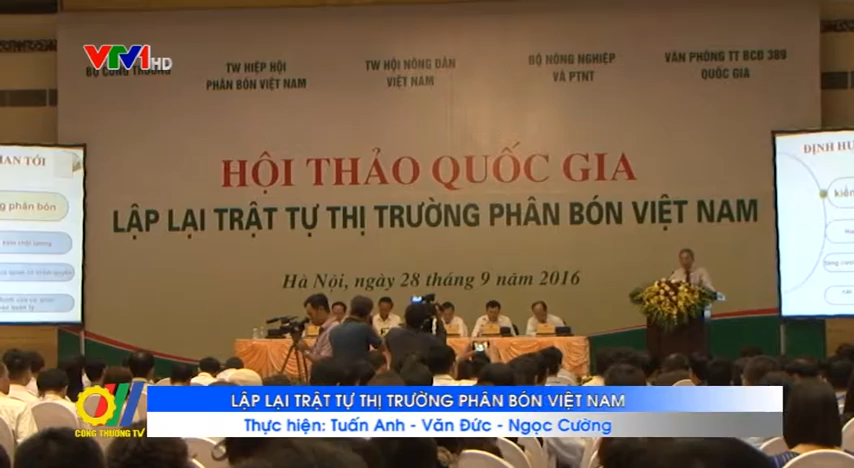 VTV1HD
BỘ CÔNG THƯƠNG
TW HIỆP HỘI
PHÂN BÓN VIỆT NAM
TW HỘI NÔNG DÂN
VIỆT NAM
BỘ NÔNG NGHIỆP
VÀ PTNT
VĂN PHÒNG TT BCĐ 389
QUỐC GIA
HỘI THẢO QUỐC GIA
LẬP LẠI TRẬT TỰ THỊ TRƯỜNG PHÂN BÓN VIỆT NAM
Hà Nội, ngày 28 tháng 9 năm 2016
AN TỚI
g phân bón
ĐỊNH HƯ
kiểm
CÔNG THƯƠNG TV
LẬP LẠI TRẬT TỰ THỊ TRƯỜNG PHÂN BÓN VIỆT NAM
Thực hiện: Tuấn Anh - Văn Đức - Ngọc Cường